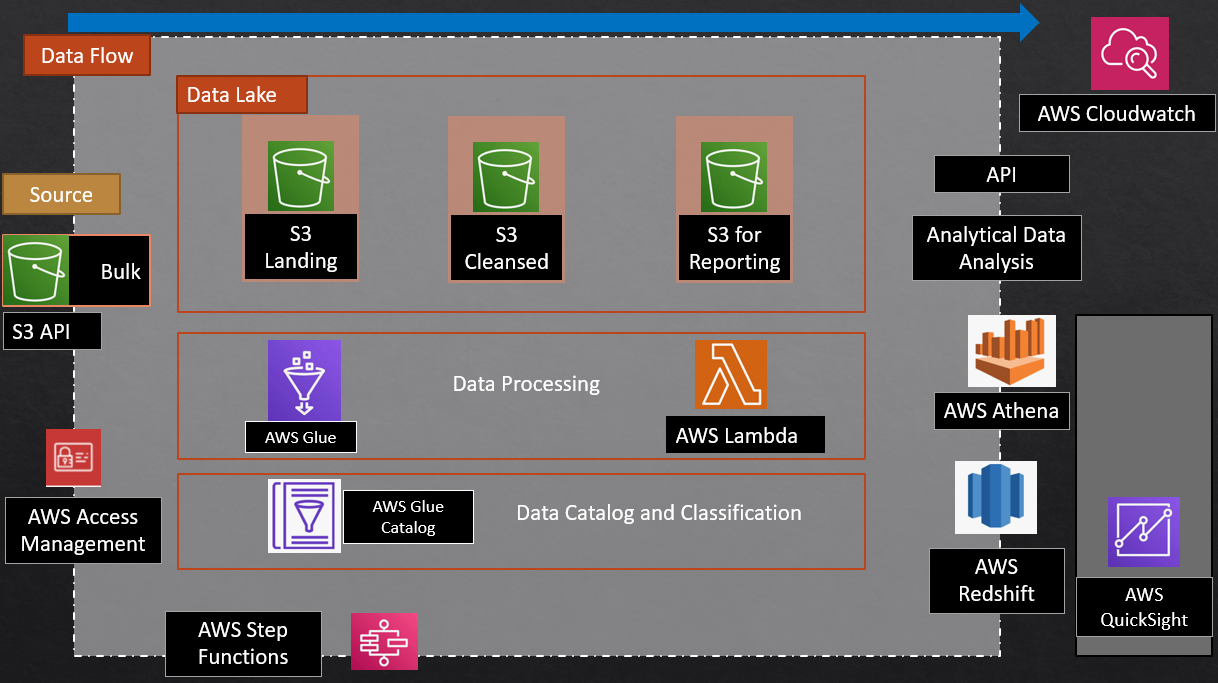 Data Flow
AWS Cloudwatch
Data Lake
API
Source
S3
Landing
S3
Cleansed
S3 for
Reporting
Analytical Data
Analysis
Bulk
S3 API
Data Processing
AWS Glue
AWS Lambda
AWS Athena
AWS Access
Management
AWS Glue
Catalog
Data Catalog and Classification
AWS
Redshift
AWS
QuickSight
AWS Step
Functions